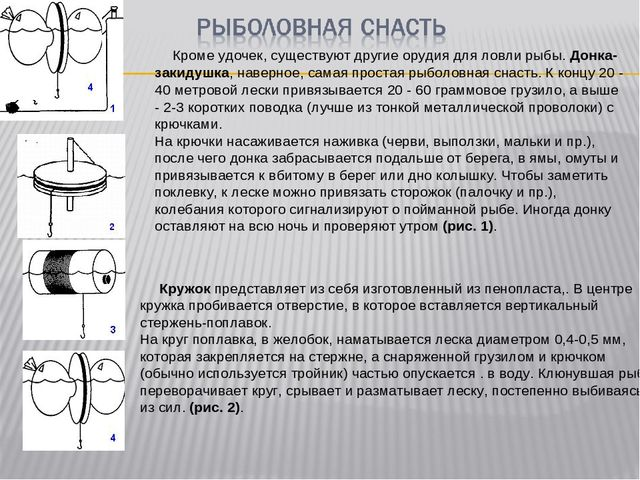 РЫБОЛОВНАЯ СНАСТЬ
Кроме удочек, существуют другие орудия для ловли рыбы. Донка-
закидушка, наверное, самая простая рыболовная снасть. К концу 20 -
40 метровой лески привязывается 20 - 60 граммовое грузило, а выше
- 2-3 коротких поводка (лучше из тонкой металлической проволоки) с
крючками.
На крючки насаживается наживка (черви, выползки, мальки и пр.),
после чего донка забрасывается подальше от берега, в ямы, омуты и
привязывается к вбитому в берег или дно колышку. Чтобы заметить
поклевку, к леске можно привязать сторожок (палочку и пр.),
колебания которого сигнализируют о пойманной рыбе. Иногда донку
оставляют на всю ночь и проверяют утром (рис. 1).
Кружок представляет из себя изготовленный из пенопласта,. В центре
кружка пробивается отверстие, в которое вставляется вертикальный
стержень-поплавок.
На круг поплавка, в желобок, наматывается леска диаметром 0,4-0,5 мм,
которая закрепляется на стержне, а снаряженной грузилом и крючком
(обычно используется тройник) частью опускается . в воду. Клюнувшая рыб
переворачивает круг, срывает и разматывает леску, постепенно выбиваясь
из сил. (рис. 2).
4
1
2
3
4